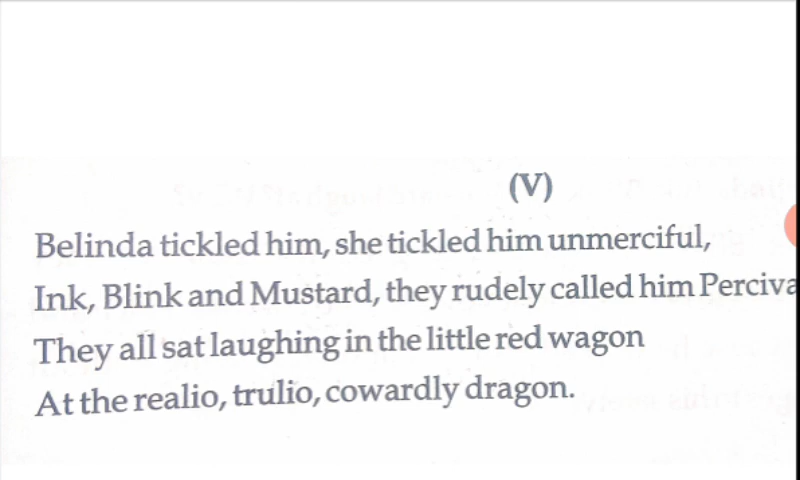 (V)
Belinda tickled him, she tickled him unmerciful,
Ink, Blink and Mustard, they rudely called him Perciva
They all sat laughing in the little red wagon
At the realio, trulio, cowardly dragon.